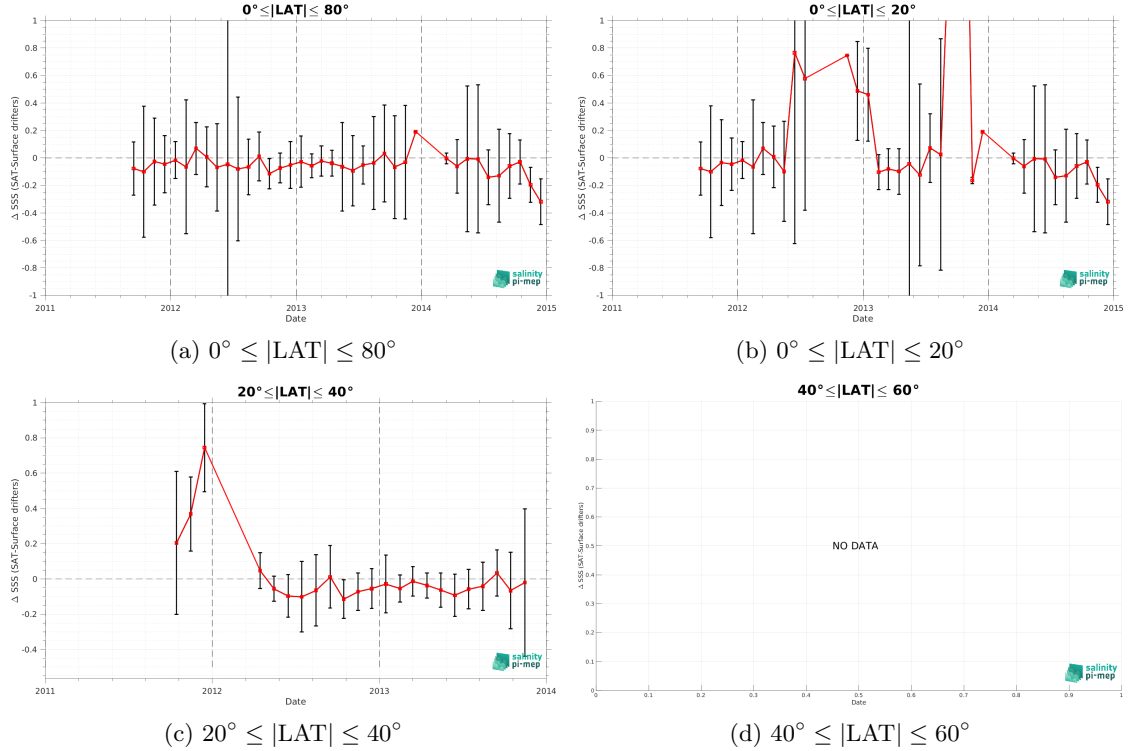 0°≤|LAT|≤ 80°
Δ SSS (SAT-Surface drifters)
1
0.8
0.6
0.4
0.2
0
-0.2
-0.4
-0.6
-0.8
-1
2011
2012
2013
2014
2015
Date
salinity
pi-mep
(a) 0° ≤ |LAT| ≤ 80°
0°≤|LAT|≤ 20°
Δ SSS (SAT-Surface drifters)
1
0.8
0.6
0.4
0.2
0
-0.2
-0.4
-0.6
-0.8
-1
2011
2012
2013
2014
2015
Date
salinity
pi-mep
(b) 0° ≤ |LAT| ≤ 20°
20°≤|LAT|≤ 40°
Δ SSS (SAT-Surface drifters)
1
0.8
0.6
0.4
0.2
0
-0.2
-0.4
2011
2012
2013
2014
Date
salinity
pi-mep
(c) 20° ≤ |LAT| ≤ 40°
40°≤|LAT|≤ 60°
Δ SSS (SAT-Surface drifters)
1
0.9
0.8
0.7
0.6
0.5
0.4
0.3
0.2
0.1
0
NO DATA
0
0.1
0.2
0.3
0.4
0.5
0.6
0.7
0.8
0.9
1
Date
salinity
pi-mep
(d) 40° ≤ |LAT| ≤ 60°